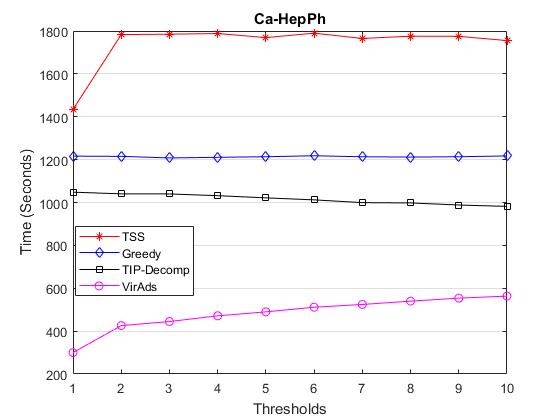 Ca-HepPh
1800
1600
1400
1200
1000
800
600
400
200
Time (Seconds)
TSS
Greedy
TIP-Decomp
VirAds
1 2 3 4 5 6 7 8 9 10
Thresholds